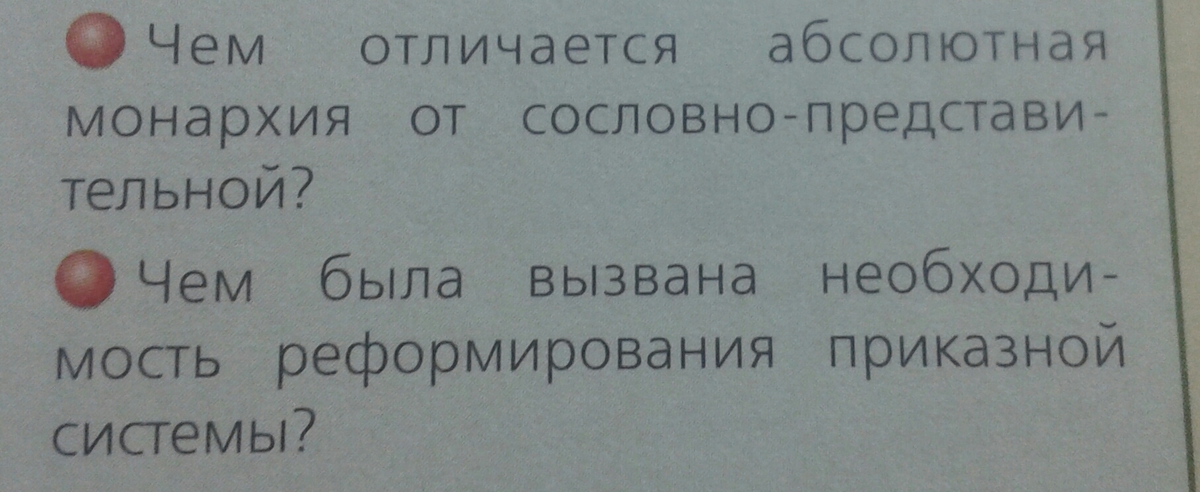 Чем отличается абсолютная
монархия от сословно-представи-
тельной?
Чем была вызвана необходи-
мость реформирования приказной
системы?